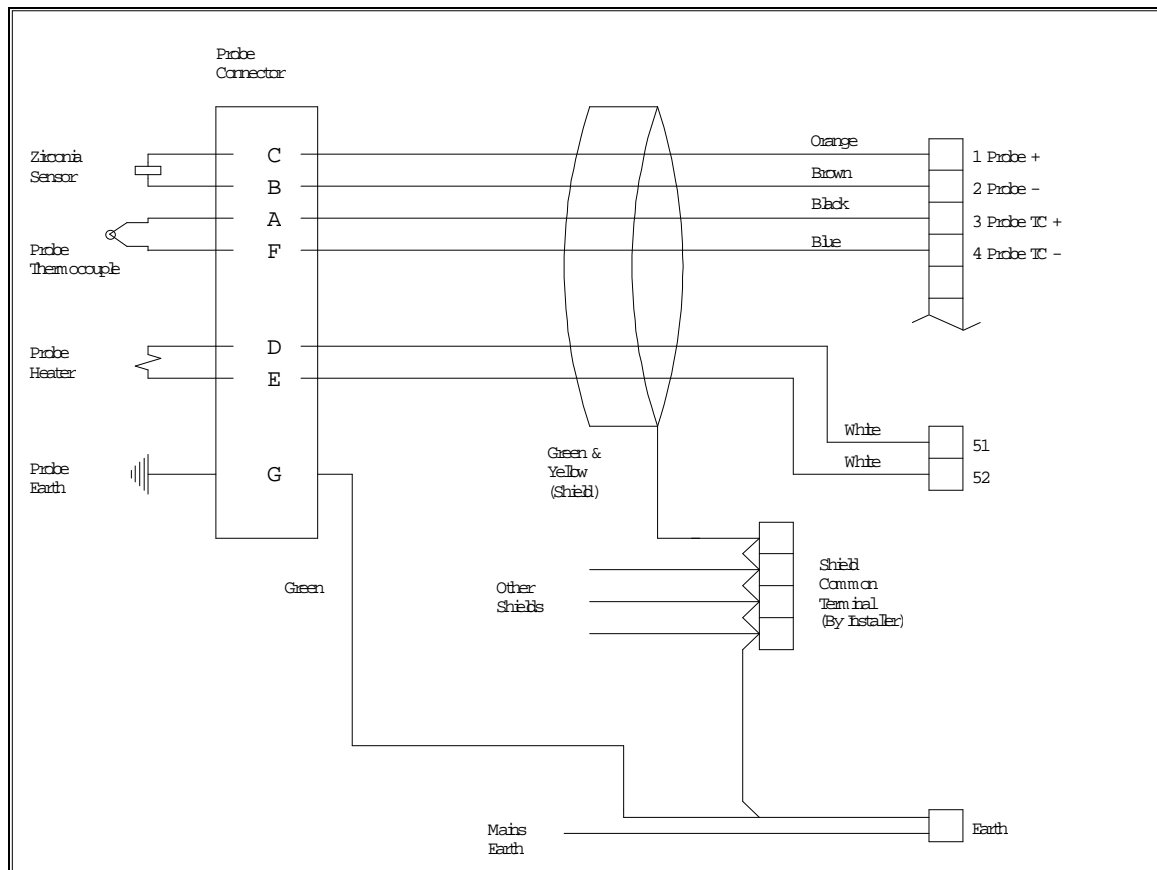 Probe
Connector
Zirconia
Sensor
C
Orange
1 Probe +
B
Brown
2 Probe -
A
Black
3 Probe TC +
Probe
Thermocouple
F
Blue
4 Probe TC -
Probe
Heater
D
E
White
51
White
52
Probe
Earth
G
Green &
Yellow
(Shield)
Green
Other
Shields
Shield
Common
Terminal
(By Installer)
Mains
Earth
Earth